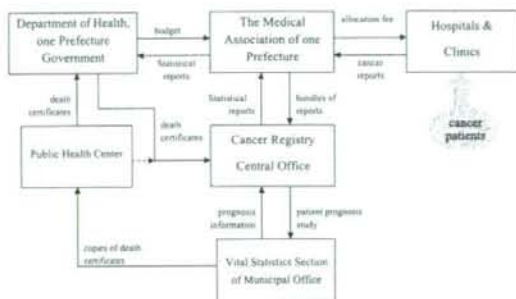 Department of Health,
one Prefecture
Government
budget
Statistical
reports
The Medical
Association of one
Prefecture
allocation fee
cancer
reports
Hospitals &
Clinics
cancer
patients
death
certificates
death
certificates
Statistical
reports
bundles of
reports
Public Health Center
Cancer Registry
Central Office
prognosis
information
patient prognosis
study
copies of death
certificates
Vital Statistics Section
of Municipal Office